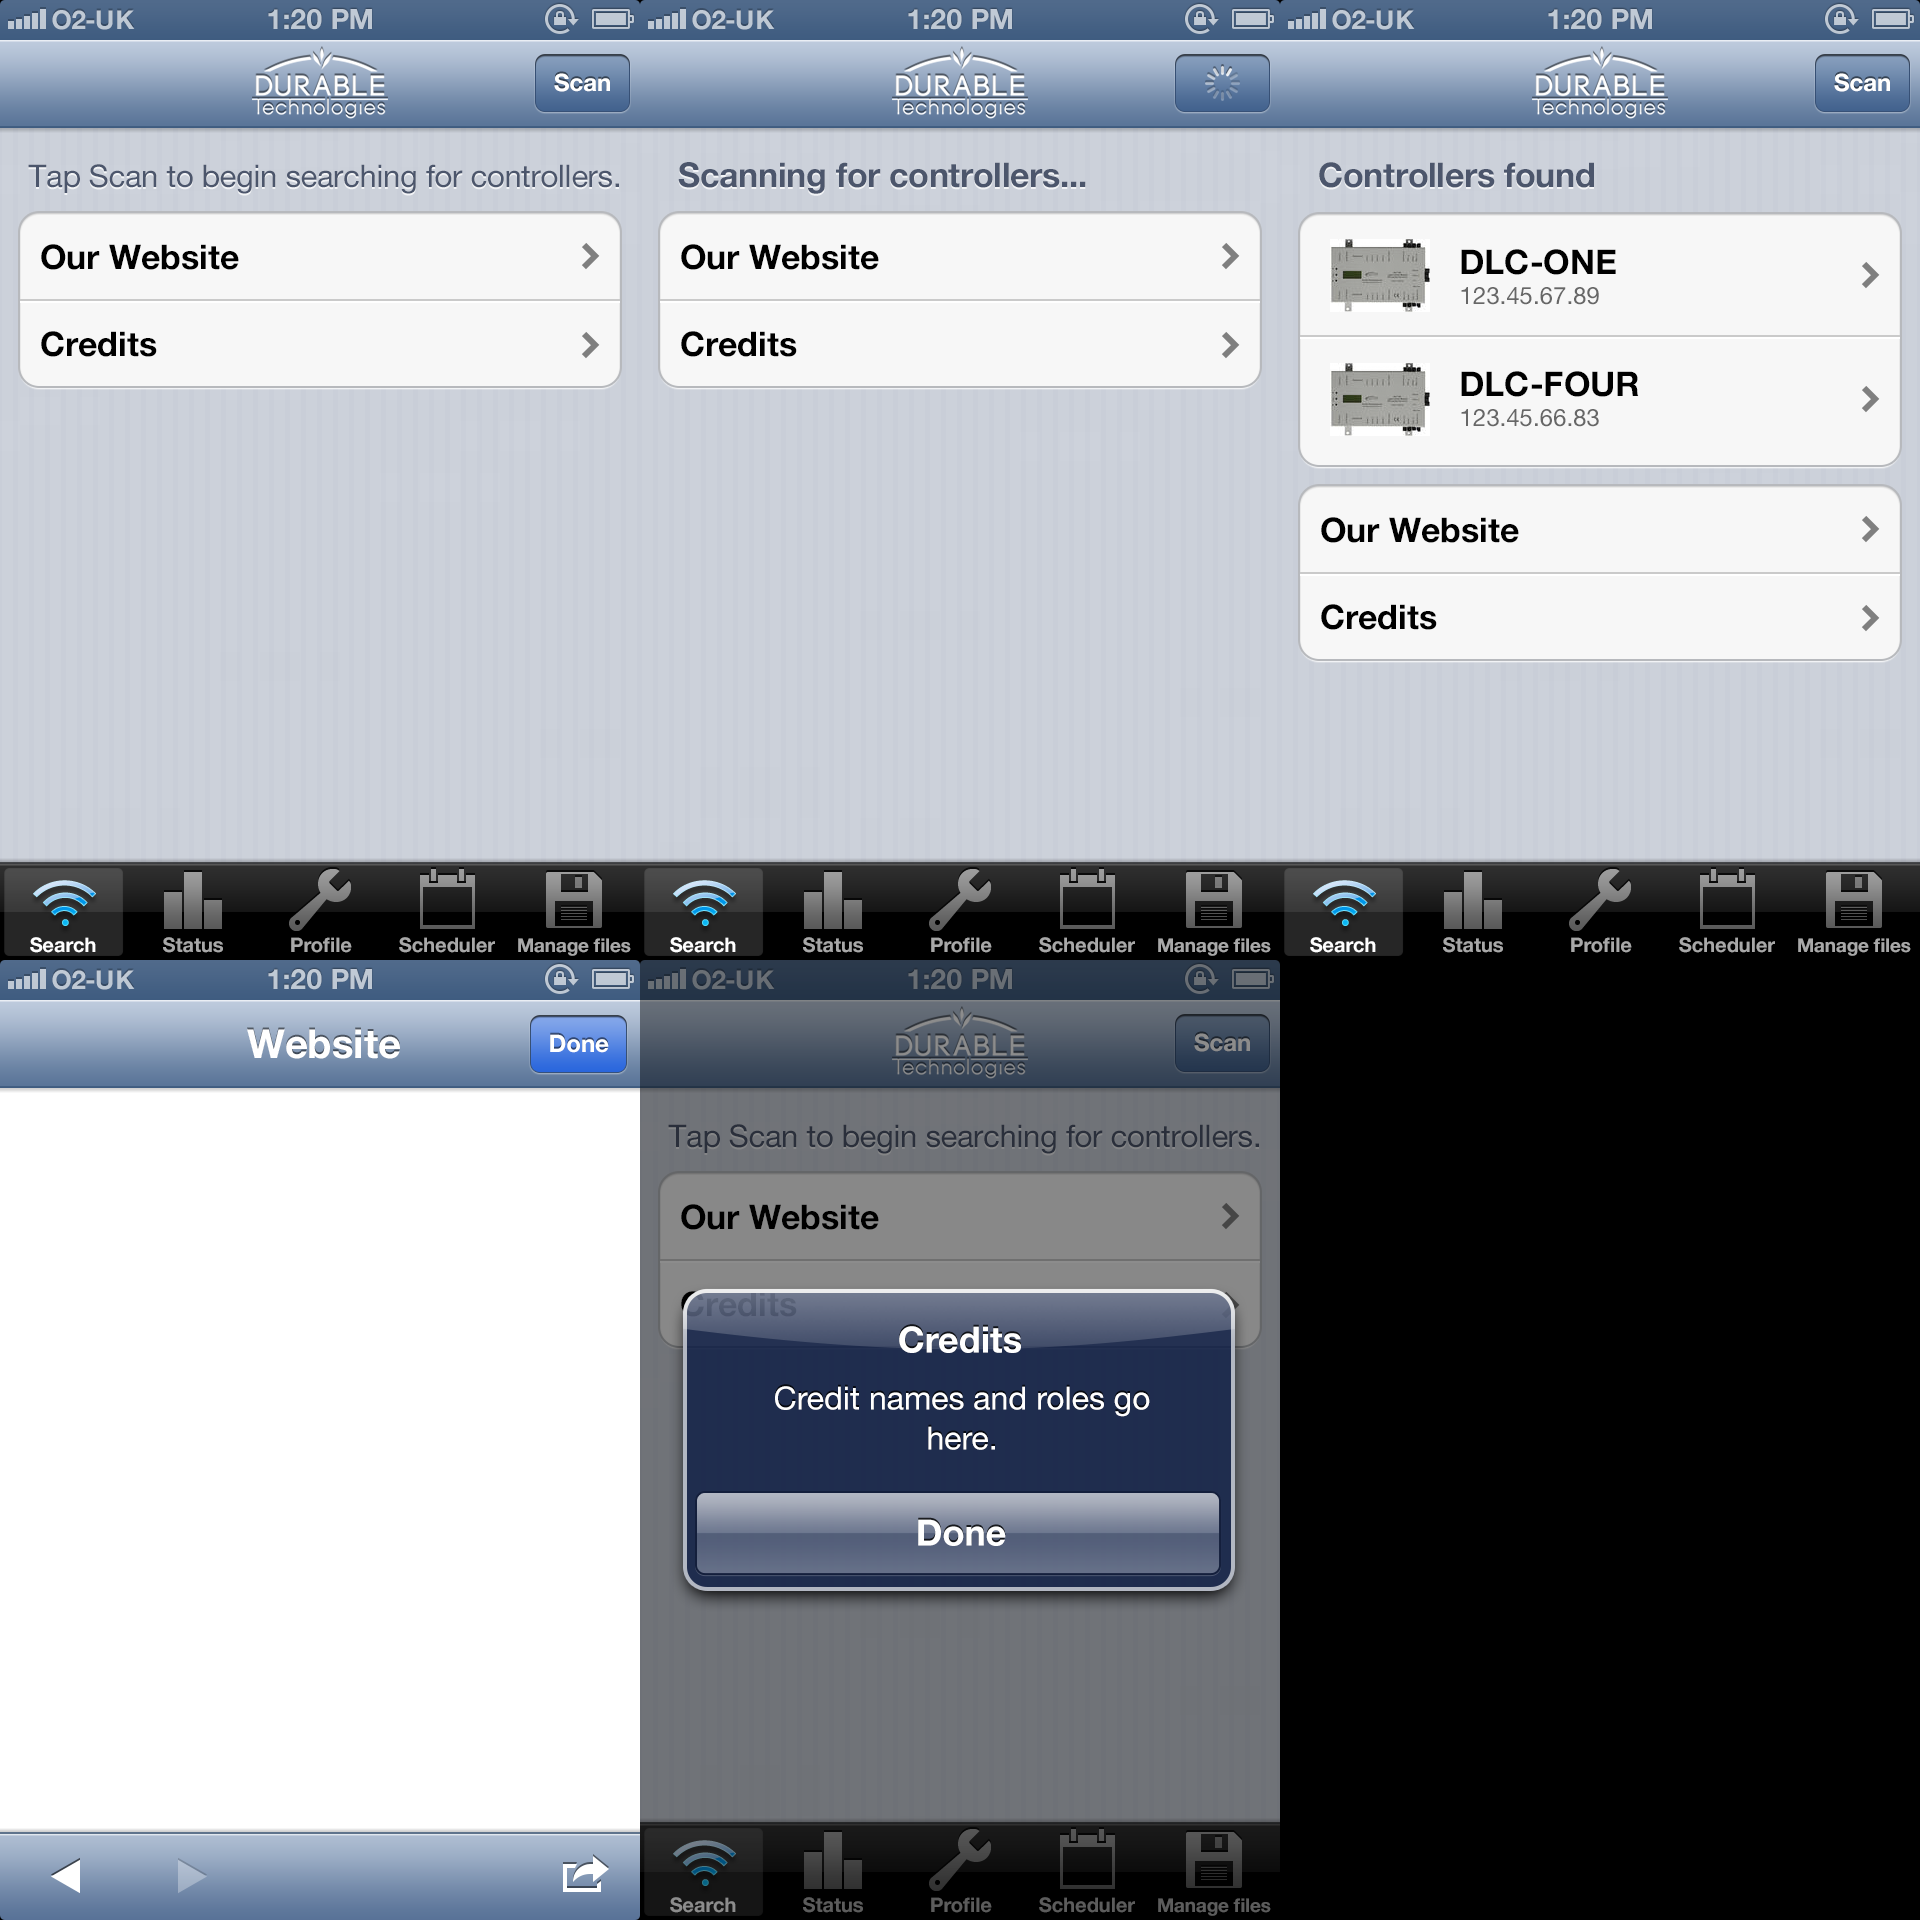 O2-UK 1:20 PM
DURABLE
Technologies
Scan
Tap Scan to begin searching for controllers.
Our Website
Credits
Search Status Profile Scheduler Manage files
O2-UK 1:20 PM
DURABLE
Technologies
Scanning for controllers...
Our Website
Credits
Search Status Profile Scheduler Manage files
O2-UK 1:20 PM
DURABLE
Technologies
Scan
Controllers found
DLC-ONE
123.45.67.89
DLC-FOUR
123.45.66.83
Our Website
Credits
Search Status Profile Scheduler Manage files
O2-UK 1:20 PM
Website Done
O2-UK 1:20 PM
DURABLE
Technologies
Scan
Tap Scan to begin searching for controllers.
Our Website
Credits
Credits
Credit names and roles go
here.
Done
Search Status Profile Scheduler Manage files